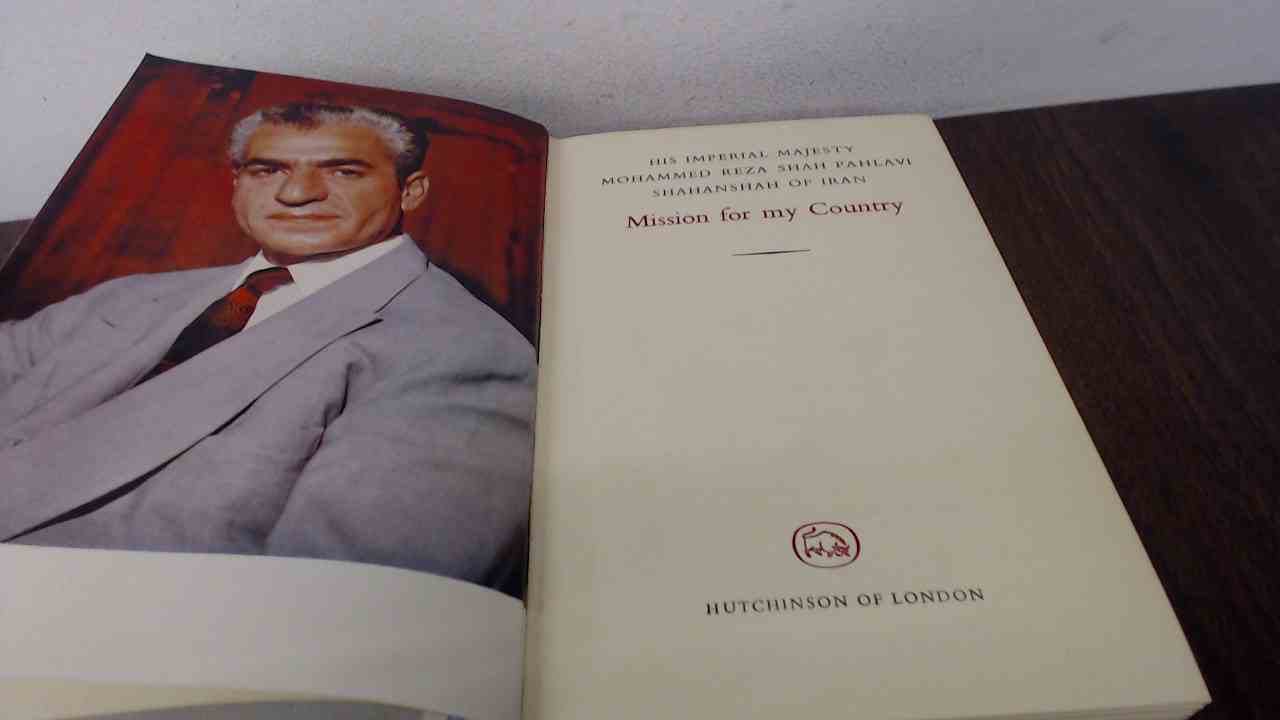 HIS IMPERIAL MAJESTY
MOHAMMED REZA SHAH PAHLAVI
SHAHANSHAH OF IRAN
Mission for my Country
HUTCHINSON OF LONDON